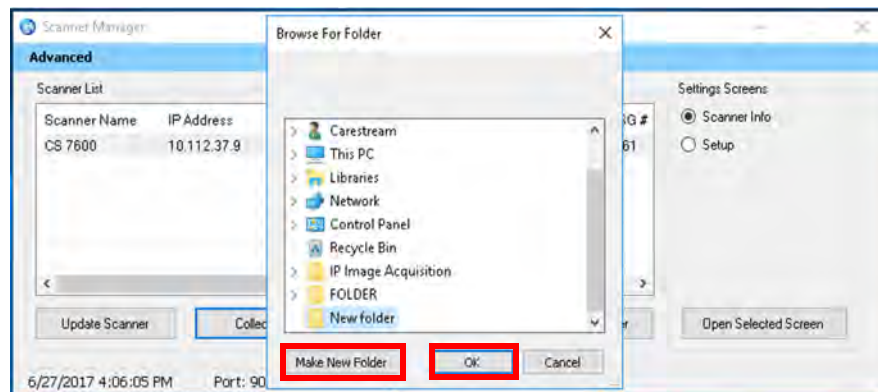 Scanner Manager
Browse For Folder
Advanced
Scanner List
Settings Screens
Scanner Name IP Address
CS 7600 10.112.37.9
Carestream
This PC
Libraries
Network
Control Panel
Recycle Bin
IP Image Acquisition
FOLDER
New folder
Scanner Info
Setup
Update Scanner
Open Selected Screen
Make New Folder OK Cancel
6/27/2017 4:06:05 PM Port: 90